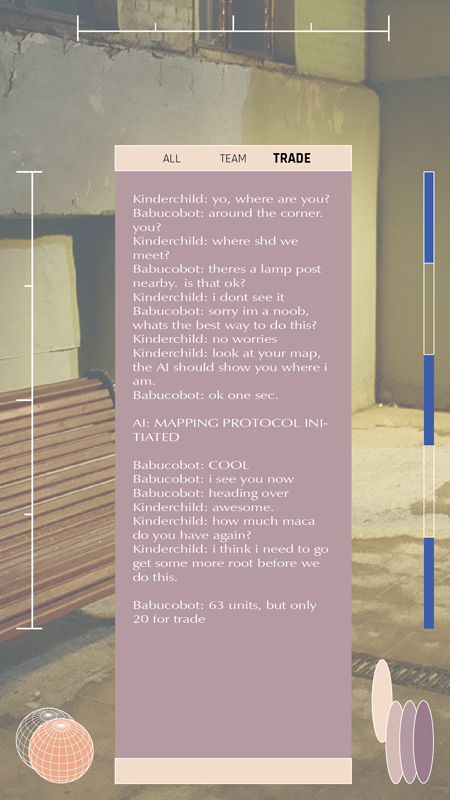 ALL TEAM TRADE
Kinderchild: yo, where are you?
Babucobot: around the corner.
you?
Kinderchild: where shd we
meet?
Babucobot: theres a lamp post
nearby. is that ok?
Kinderchild: i dont see it
Babucobot: sorry im a noob,
whats the best way to do this?
Kinderchild: no worries
Kinderchild: look at your map,
the AI should show you where i
am.
Babucobot: ok one sec.
AI: MAPPING PROTOCOL INI-
TIATED
Babucobot: COOL
Babucobot: i see you now
Babucobot: heading over
Kinderchild: awesome.
Kinderchild: how much maca
do you have again?
Kinderchild: i think i need to go
get some more root before we
do this.
Babucobot: 63 units, but only
20 for trade